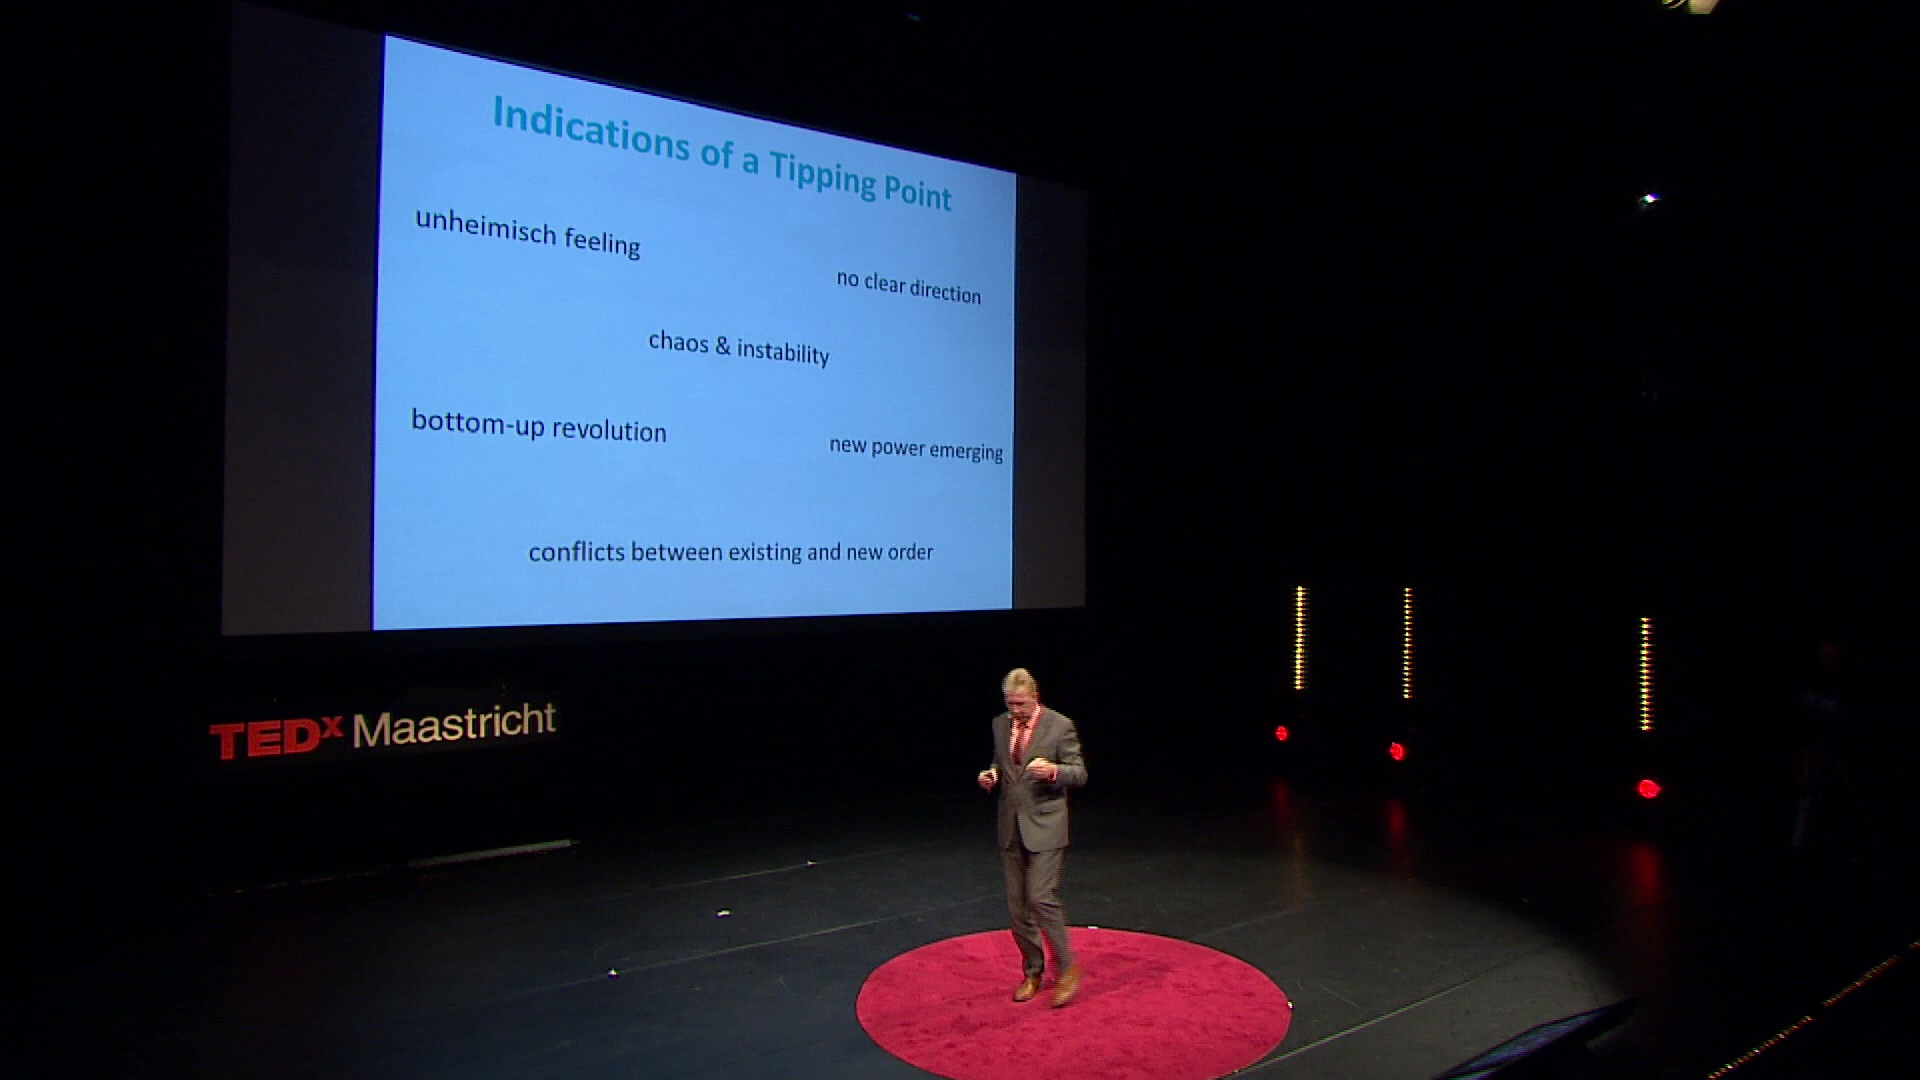 Indications of a Tipping Point
unheimisch feeling
no clear direction
chaos & instability
bottom-up revolution
new power emerging
conflicts between existing and new order
TEDx Maastricht